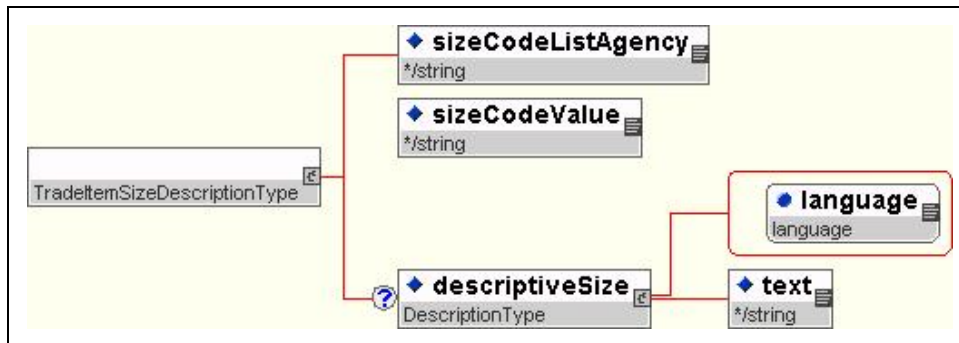 sizeCodeListAgency
*/string
sizeCodeValue
*/string
TradeItemSizeDescriptionType
language
language
? descriptiveSize
DescriptionType
text
*/string